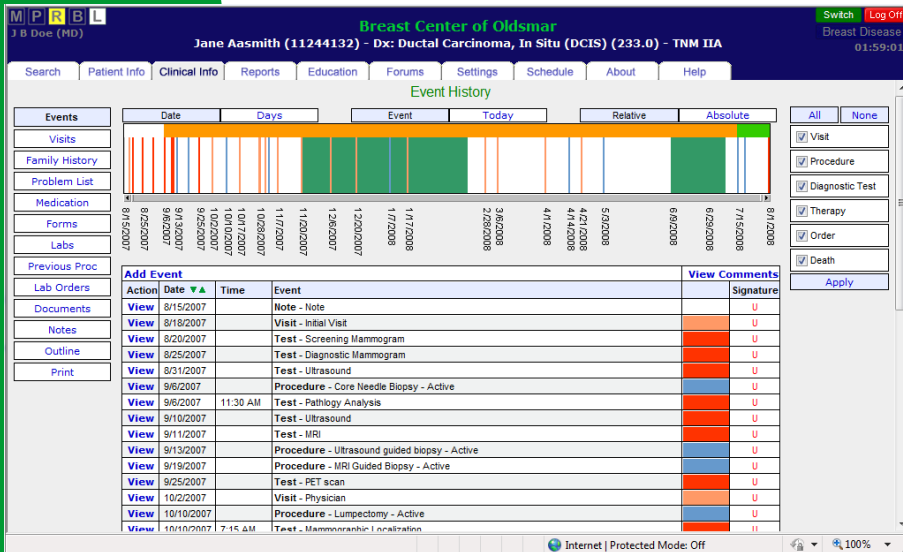 M P R B L
Breast Center of Oldsmar
Switch Log Off
J B Doe (MD)
Jane Aasmith (11244132) - Dx: Ductal Carcinoma, In Situ (DCIS) (233.0) - TNM IIA
Breast Disease
01:59:01
Search Patient Info Clinical Info Reports Education Forums Settings Schedule About Help
Event History
Events
Visits
Family History
Problem List
Medication
Forms
Labs
Previous Proc
Lab Orders
Documents
Notes
Outline
Print
Date Days Event Today Relative Absolute
8/15/2007
8/25/2007
9/6/2007
9/13/2007
9/25/2007
10/2/2007
10/10/2007
10/17/2007
10/28/2007
11/7/2007
11/20/2007
12/6/2007
12/20/2007
1/7/2008
1/17/2008
2/28/2008
3/6/2008
4/1/2008
4/14/2008
4/21/2008
5/3/2008
6/9/2008
6/29/2008
7/15/2008
8/1/2008
All None
Visit
Procedure
Diagnostic Test
Therapy
Order
Death
Apply
Add Event View Comments
Action Date Time Event Signature
View 8/15/2007 Note - Note U
View 8/18/2007 Visit - Initial Visit U
View 8/20/2007 Test - Screening Mammogram U
View 8/25/2007 Test - Diagnostic Mammogram U
View 8/31/2007 Test - Ultrasound U
View 9/6/2007 Procedure - Core Needle Biopsy - Active U
View 9/6/2007 11:30 AM Test - Pathlogy Analysis U
View 9/10/2007 Test - Ultrasound U
View 9/11/2007 Test - MRI U
View 9/13/2007 Procedure - Ultrasound guided biopsy - Active U
View 9/19/2007 Procedure - MRI Guided Biopsy - Active U
View 9/25/2007 Test - PET scan U
View 10/2/2007 Visit - Physician U
View 10/10/2007 Procedure - Lumpectomy - Active U
View 10/10/2007 7:15 AM Test - Mammographic Localization U
Internet | Protected Mode: Off 100%